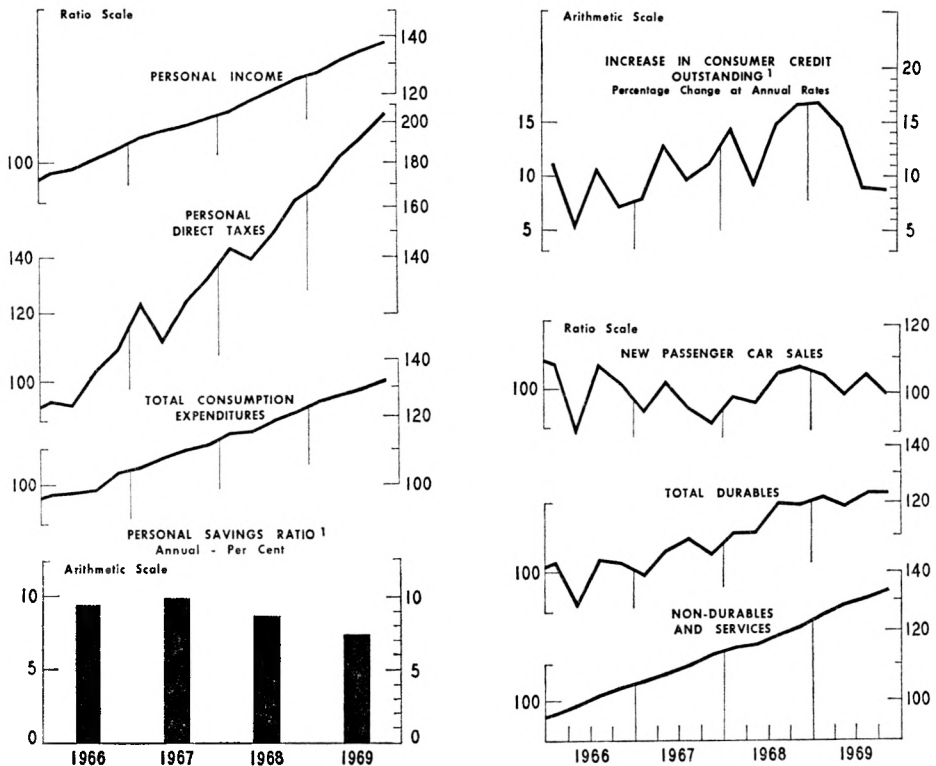 Ratio Scale
140
PERSONAL INCOME
120
100
200
180
PERSONAL
DIRECT TAXES
160
140
140
120
100
TOTAL CONSUMPTION
EXPENDITURES
140
120
100
100
PERSONAL SAVINGS RATIO 1
Annual - Per Cent
Arithmetic Scale
10
10
5
5
0
0
1966
1967
1968
1969
Arithmetic Scale
INCREASE IN CONSUMER CREDIT
OUTSTANDING 1
Percentage Change at Annual Rates
20
15
15
10
10
5
5
Ratio Scale
120
NEW PASSENGER CAR SALES
100
100
140
TOTAL DURABLES
120
100
140
NON-DURABLES
AND SERVICES
120
100
100
1966
1967
1968
1969